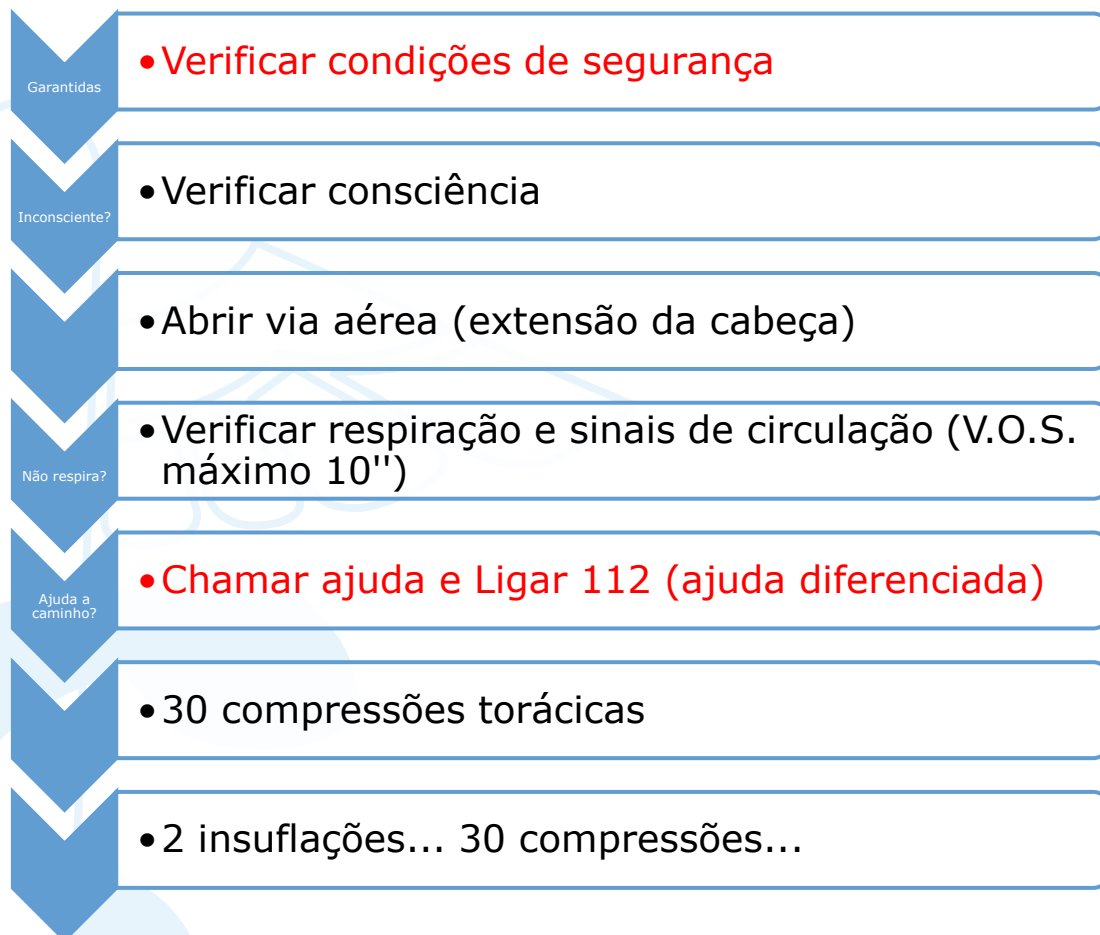 Garantidas
•Verificar condições de segurança
Inconsciente?
•Verificar consciência
•Abrir via aérea (extensão da cabeça)
Não respira?
•Verificar respiração e sinais de circulação (V.O.S.
máximo 10'')
Ajuda a
caminho?
•Chamar ajuda e Ligar 112 (ajuda diferenciada)
•30 compressões torácicas
•2 insuflações... 30 compressões...